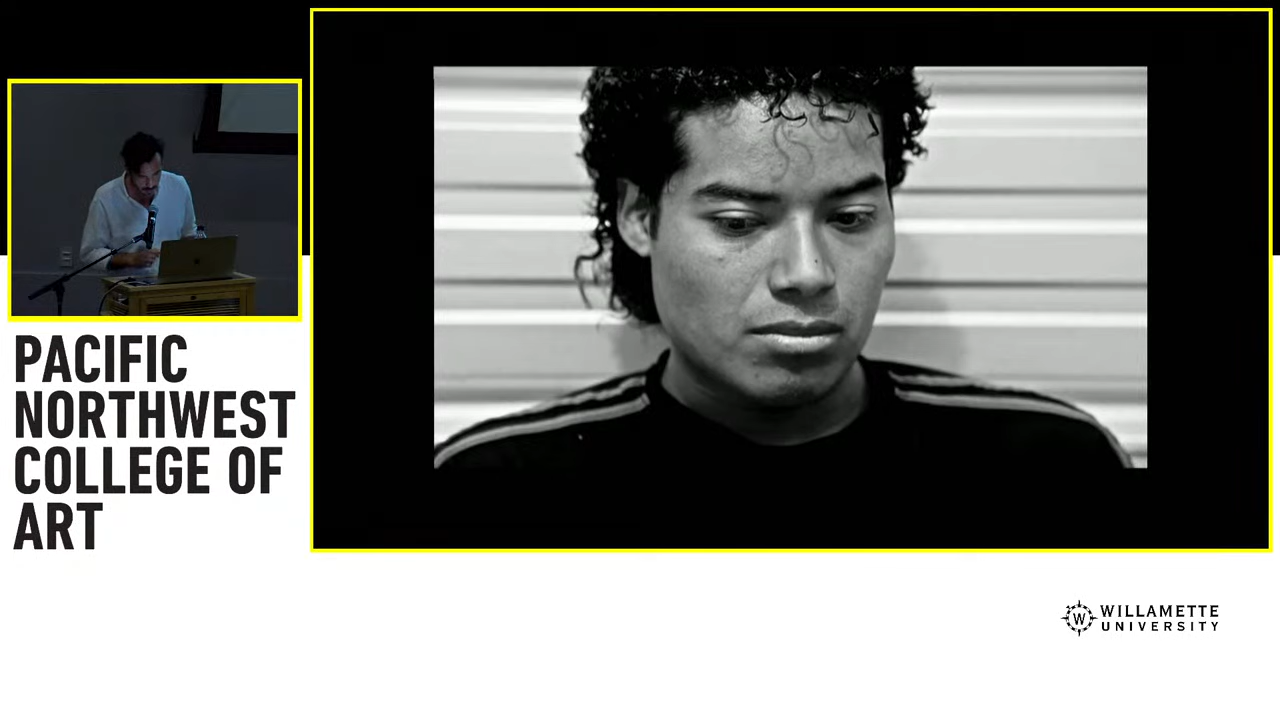 PACIFIC
NORTHWEST
COLLEGE OF
ART
W
WILLAMETTE
UNIVERSITY